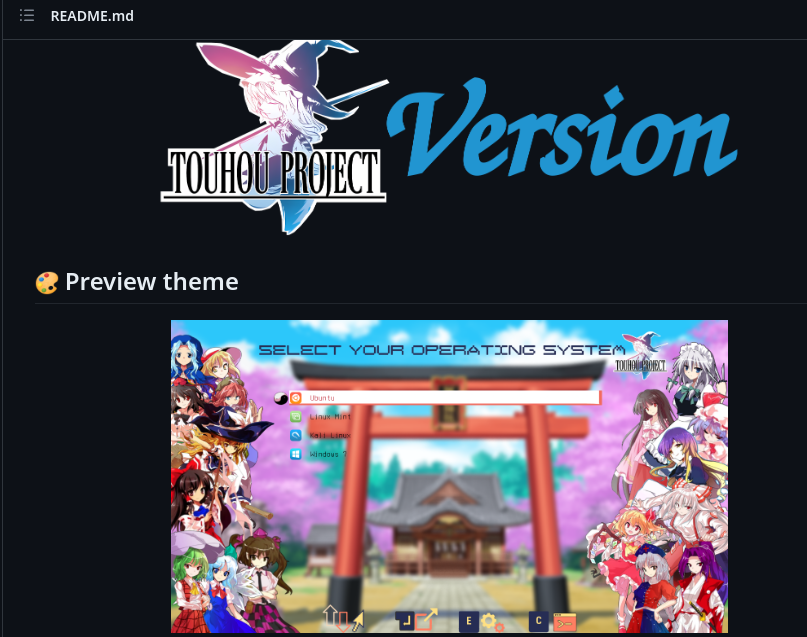 README.md
TOUHOU PROJECT
Version
Preview theme
SELECT YOUR OPERATING SYSTEM
TOUHOU PROJECT
Ubuntu
Linux Mint
Kali Linux
Windows 7
E
C